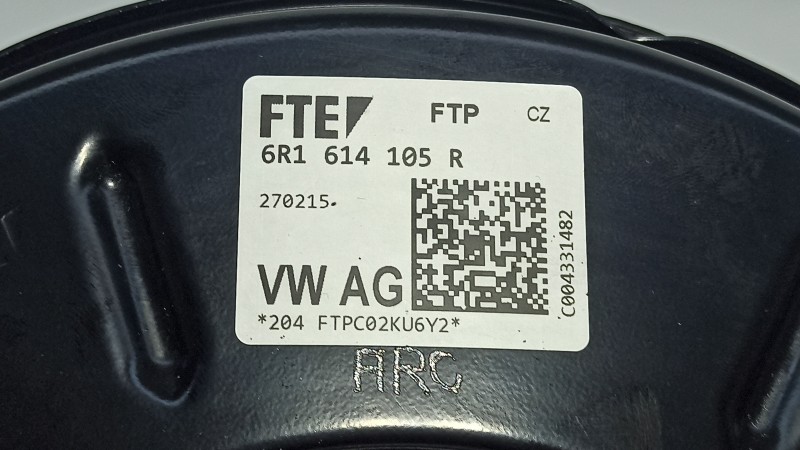 FTE FTP CZ
6R1 614 105 R
270215
C004331482
VW AG
*204 FTPC02KU6Y2*
ARC